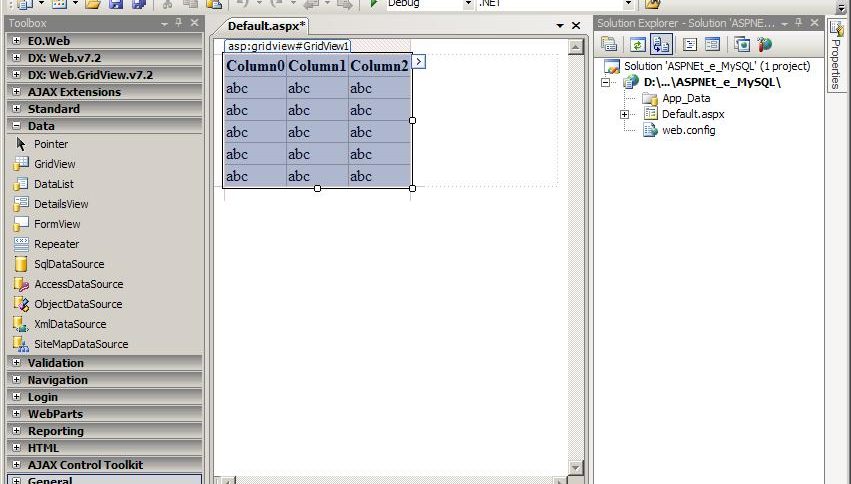 Debug
.NET
Toolbox
EO.Web
DX: Web.v7.2
DX: Web.GridView.v7.2
AJAX Extensions
Standard
Data
Pointer
GridView
DataList
DetailsView
FormView
Repeater
SqlDataSource
AccessDataSource
ObjectDataSource
XmlDataSource
SiteMapDataSource
Validation
Navigation
Login
WebParts
Reporting
HTML
AJAX Control Toolkit
General
Default.aspx*
asp:gridview#GridView1
Column0 Column1 Column2
abc abc abc
abc abc abc
abc abc abc
abc abc abc
abc abc abc
Solution Explorer - Solution 'ASPNE...
Solution 'ASPNEt_e_MySQL' (1 project)
D:\...\ASPNEt_e_MySQL\
App_Data
Default.aspx
web.config
Properties